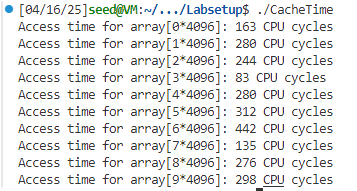 [04/16/25]seed@VM:~/.../Labsetup$ ./CacheTime
Access time for array[0*4096]: 163 CPU cycles
Access time for array[1*4096]: 280 CPU cycles
Access time for array[2*4096]: 244 CPU cycles
Access time for array[3*4096]: 83 CPU cycles
Access time for array[4*4096]: 280 CPU cycles
Access time for array[5*4096]: 312 CPU cycles
Access time for array[6*4096]: 442 CPU cycles
Access time for array[7*4096]: 135 CPU cycles
Access time for array[8*4096]: 276 CPU cycles
Access time for array[9*4096]: 298 CPU cycles